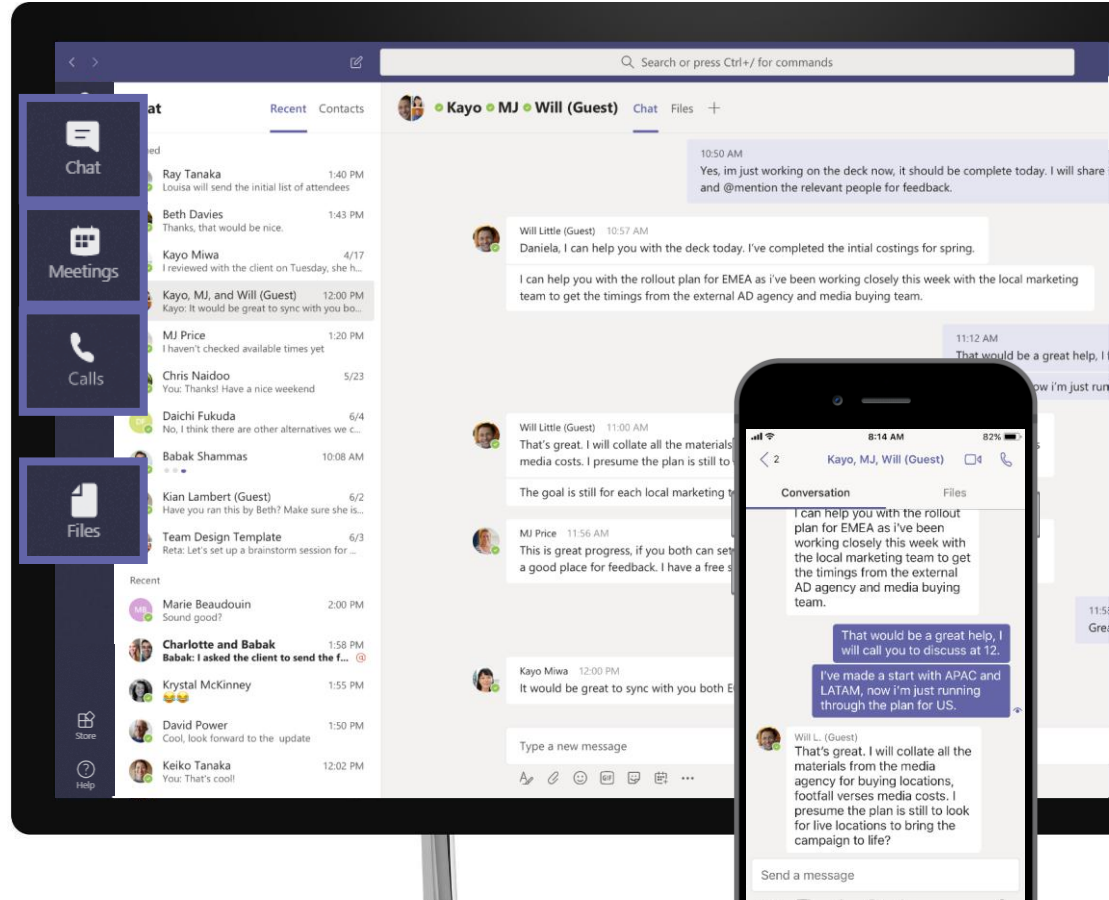 Search or press Ctrl+/ for commands
Chat
Meetings
Calls
Files
Store
Help
at
Recent
Contacts
Ray Tanaka 1:40 PM
Louisa will send the initial list of attendees
Beth Davies 1:43 PM
Thanks, that would be nice.
Kayo Miwa 4/17
I reviewed with the client on Tuesday, she h...
Kayo, MJ, and Will (Guest) 12:00 PM
Kayo: It would be great to sync with you bo...
MJ Price 1:20 PM
I haven't checked available times yet
Chris Naidoo 5/23
You: Thanks! Have a nice weekend
Daichi Fukuda 6/4
No, I think there are other alternatives we c...
Babak Shammas 10:08 AM
Kian Lambert (Guest) 6/2
Have you ran this by Beth? Make sure she is...
Team Design Template 6/3
Reta: Let's set up a brainstorm session for ...
Recent
MB
Marie Beaudouin 2:00 PM
Sound good?
Charlotte and Babak 1:58 PM
Babak: I asked the client to send the f... @
Krystal McKinney 1:55 PM
David Power 1:50 PM
Cool, look forward to the update
Keiko Tanaka 12:02 PM
You: That's cool!
Kayo MJ Will (Guest) Chat Files
10:50 AM
Yes, im just working on the deck now, it should be complete today. I will share
and @mention the relevant people for feedback.
Will Little (Guest) 10:57 AM
Daniela, I can help you with the deck today. I've completed the intial costings for spring.
I can help you with the rollout plan for EMEA as i've been working closely this week with the local marketing
team to get the timings from the external AD agency and media buying team.
11:12 AM
That would be a great help, I
ow i'm just run
Will Little (Guest) 11:00 AM
That's great. I will collate all the materials
media costs. I presume the plan is still to
The goal is still for each local marketing
MJ Price 11:56 AM
This is great progress, if you both can set
a good place for feedback. I have a free s
11:58
Grea
Kayo Miwa 12:00 PM
It would be great to sync with you both E
Type a new message
GIF
8:14 AM 82%
2 Kayo, MJ, Will (Guest)
Conversation Files
I can help you with the rollout
plan for EMEA as i've been
working closely this week with
the local marketing team to get
the timings from the external
AD agency and media buying
team.
That would be a great help, I
will call you to discuss at 12.
I've made a start with APAC and
LATAM, now i'm just running
through the plan for US.
Will L. (Guest)
That's great. I will collate all the
materials from the media
agency for buying locations,
footfall verses media costs. I
presume the plan is still to look
for live locations to bring the
campaign to life?
Send a message